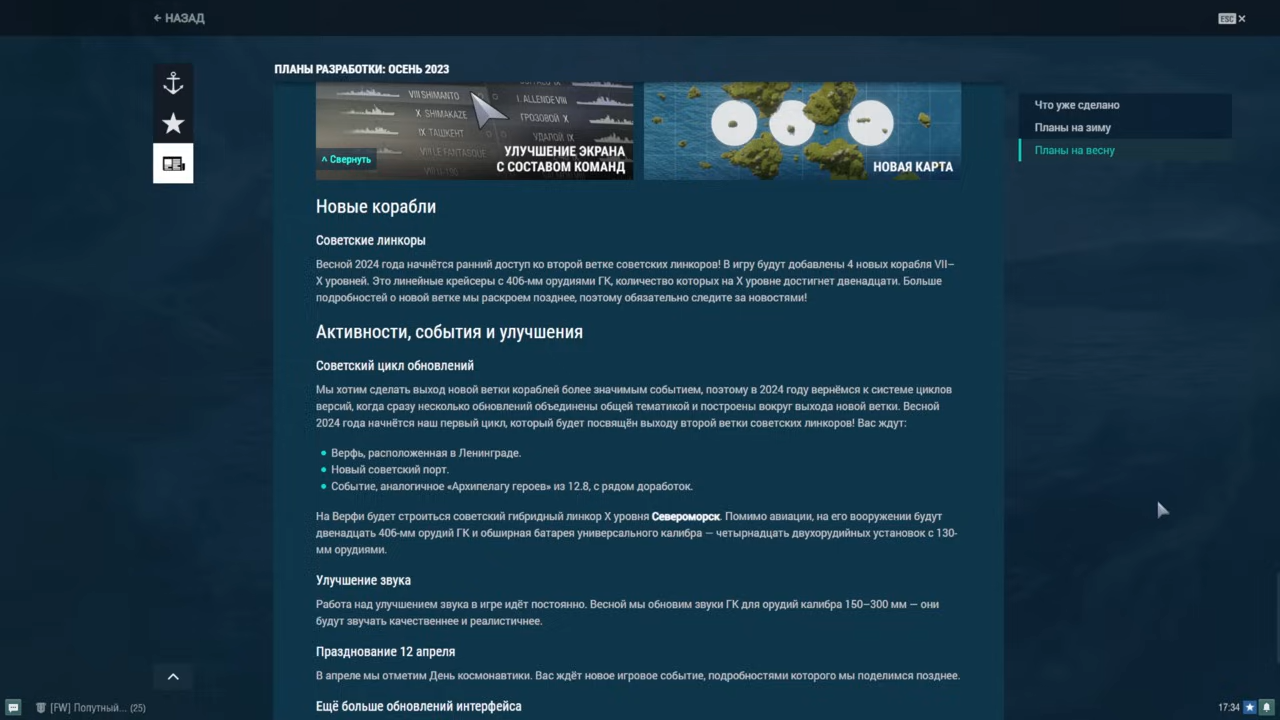 НАЗАД
ESC
ПЛАНЫ РАЗРАБОТКИ: ОСЕНЬ 2023
VIII SHIMANTO
I. ALLENDE VIII
X. SHIMAKAZE
ГРОЗОВОЙ X
IX ТАШКЕНТ
УДАЛОЙ IX
VIII LE FANTASQUE
^ Свернуть
УЛУЧШЕНИЕ ЭКРАНА
С СОСТАВОМ КОМАНД
НОВАЯ КАРТА
Что уже сделано
Планы на зиму
Планы на весну
Новые корабли
Советские линкоры
Весной 2024 года начнётся ранний доступ ко второй ветке советских линкоров! В игру будут добавлены 4 новых корабля VII–
X уровней. Это линейные крейсеры с 406-мм орудиями ГК, количество которых на X уровне достигнет двенадцати. Больше
подробностей о новой ветке мы раскроем позднее, поэтому обязательно следите за новостями!
Активности, события и улучшения
Советский цикл обновлений
Мы хотим сделать выход новой ветки кораблей более значимым событием, поэтому в 2024 году вернёмся к системе циклов
версий, когда сразу несколько обновлений объединены общей тематикой и построены вокруг выхода новой ветки. Весной
2024 года начнётся наш первый цикл, который будет посвящён выходу второй ветки советских линкоров! Вас ждут:
• Верфь, расположенная в Ленинграде.
• Новый советский порт.
• Событие, аналогичное «Архипелагу героев» из 12.8, с рядом доработок.
На Верфи будет строиться советский гибридный линкор X уровня Североморск. Помимо авиации, на его вооружении будут
двенадцать 406-мм орудий ГК и обширная батарея универсального калибра — четырнадцать двухорудийных установок с 130-
мм орудиями.
Улучшение звука
Работа над улучшением звука в игре идёт постоянно. Весной мы обновим звуки ГК для орудий калибра 150–300 мм — они
будут звучать качественнее и реалистичнее.
Празднование 12 апреля
В апреле мы отметим День космонавтики. Вас ждёт новое игровое событие, подробностями которого мы поделимся позднее.
Ещё больше обновлений интерфейса
[FW] Попутный... (25)
17:34